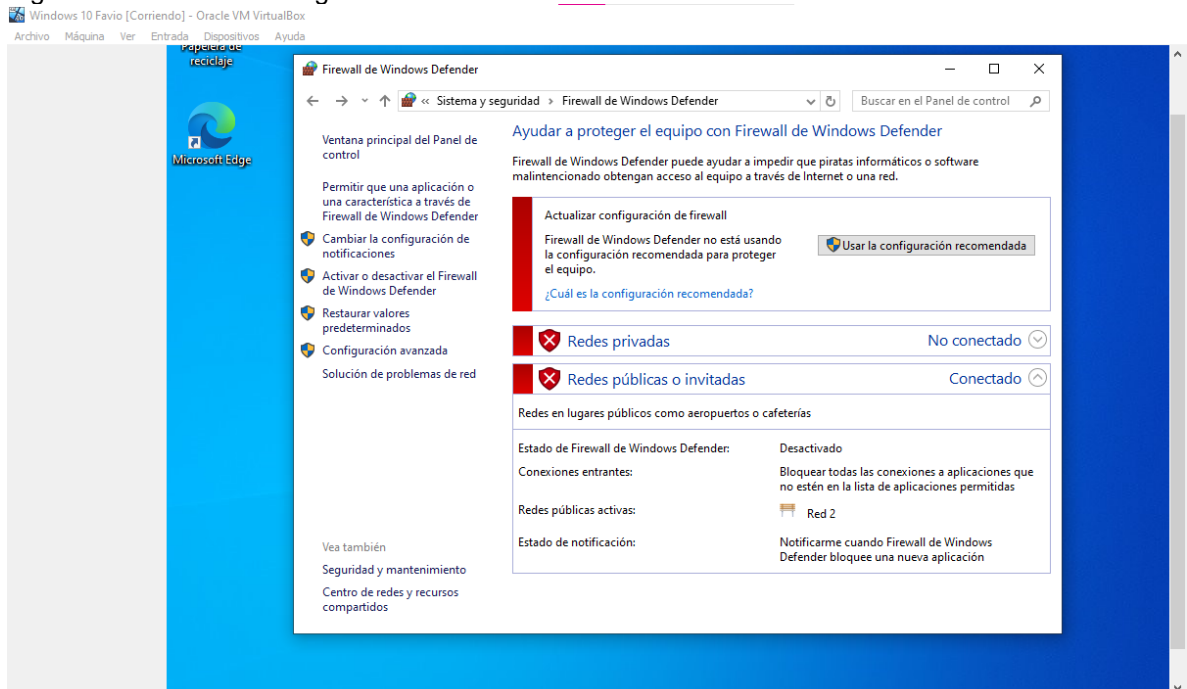 Windows 10 Favio [Corriendo] - Oracle VM VirtualBox
Archivo Máquina Ver Entrada Dispositivos Ayuda
Papelera de
reciclaje
Microsoft Edge
Firewall de Windows Defender
« Sistema y seguridad > Firewall de Windows Defender
Buscar en el Panel de control
Ventana principal del Panel de
control
Permitir que una aplicación o
una característica a través de
Firewall de Windows Defender
Cambiar la configuración de
notificaciones
Activar o desactivar el Firewall
de Windows Defender
Restaurar valores
predeterminados
Configuración avanzada
Solución de problemas de red
Vea también
Seguridad y mantenimiento
Centro de redes y recursos
compartidos
Ayudar a proteger el equipo con Firewall de Windows Defender
Firewall de Windows Defender puede ayudar a impedir que piratas informáticos o software
malintencionado obtengan acceso al equipo a través de Internet o una red.
Actualizar configuración de firewall
Firewall de Windows Defender no está usando
la configuración recomendada para proteger
el equipo.
¿Cuál es la configuración recomendada?
Usar la configuración recomendada
Redes privadas No conectado
Redes públicas o invitadas Conectado
Redes en lugares públicos como aeropuertos o cafeterías
Estado de Firewall de Windows Defender: Desactivado
Conexiones entrantes: Bloquear todas las conexiones a aplicaciones que
no estén en la lista de aplicaciones permitidas
Redes públicas activas: Red 2
Estado de notificación: Notificarme cuando Firewall de Windows
Defender bloquee una nueva aplicación